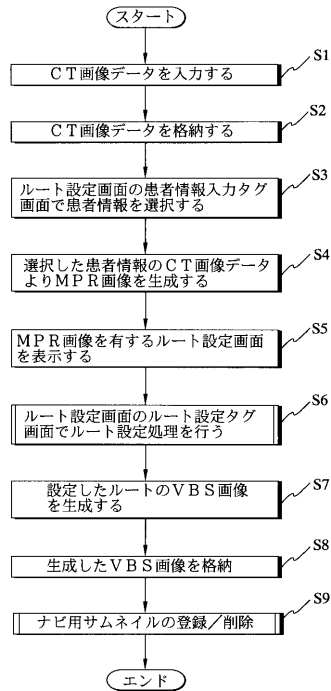 スタート
S1
ＣＴ画像データを入力する
S2
ＣＴ画像データを格納する
S3
ルート設定画面の患者情報入力タグ
画面で患者情報を選択する
S4
選択した患者情報のＣＴ画像データ
よりＭＰＲ画像を生成する
S5
ＭＰＲ画像を有するルート設定画面
を表示する
S6
ルート設定画面のルート設定タグ
画面でルート設定処理を行う
S7
設定したルートのＶＢＳ画像
を生成する
S8
生成したＶＢＳ画像を格納
S9
ナビ用サムネイルの登録／削除
エンド